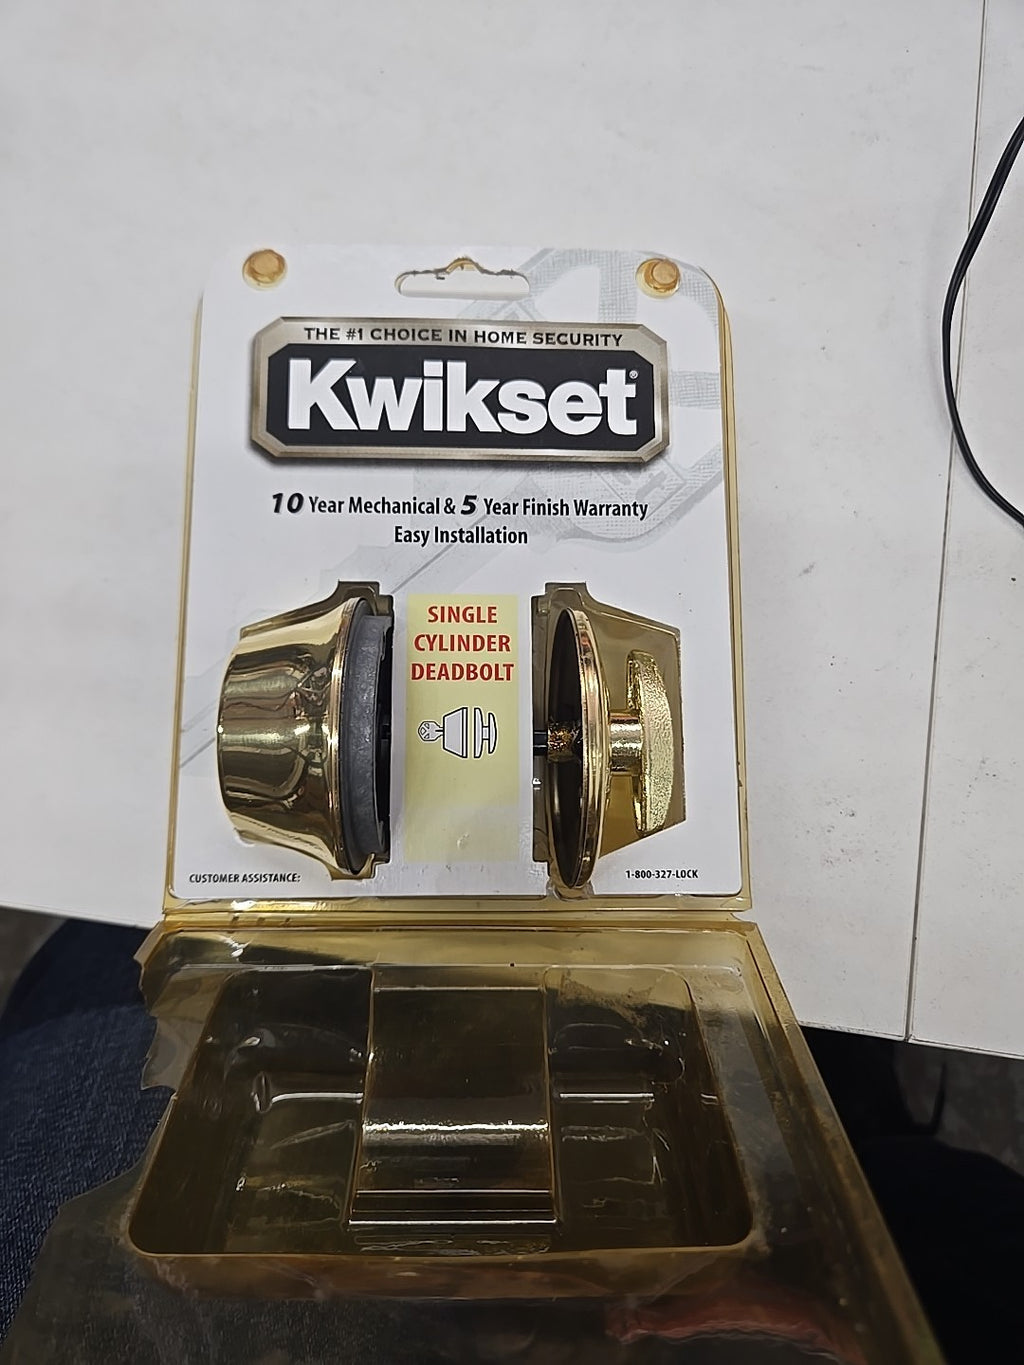 THE #1 CHOICE IN HOME SECURITY
Kwikset®
10 Year Mechanical & 5 Year Finish Warranty
Easy Installation
SINGLE
CYLINDER
DEADBOLT
CUSTOMER ASSISTANCE: 1-800-327-LOCK